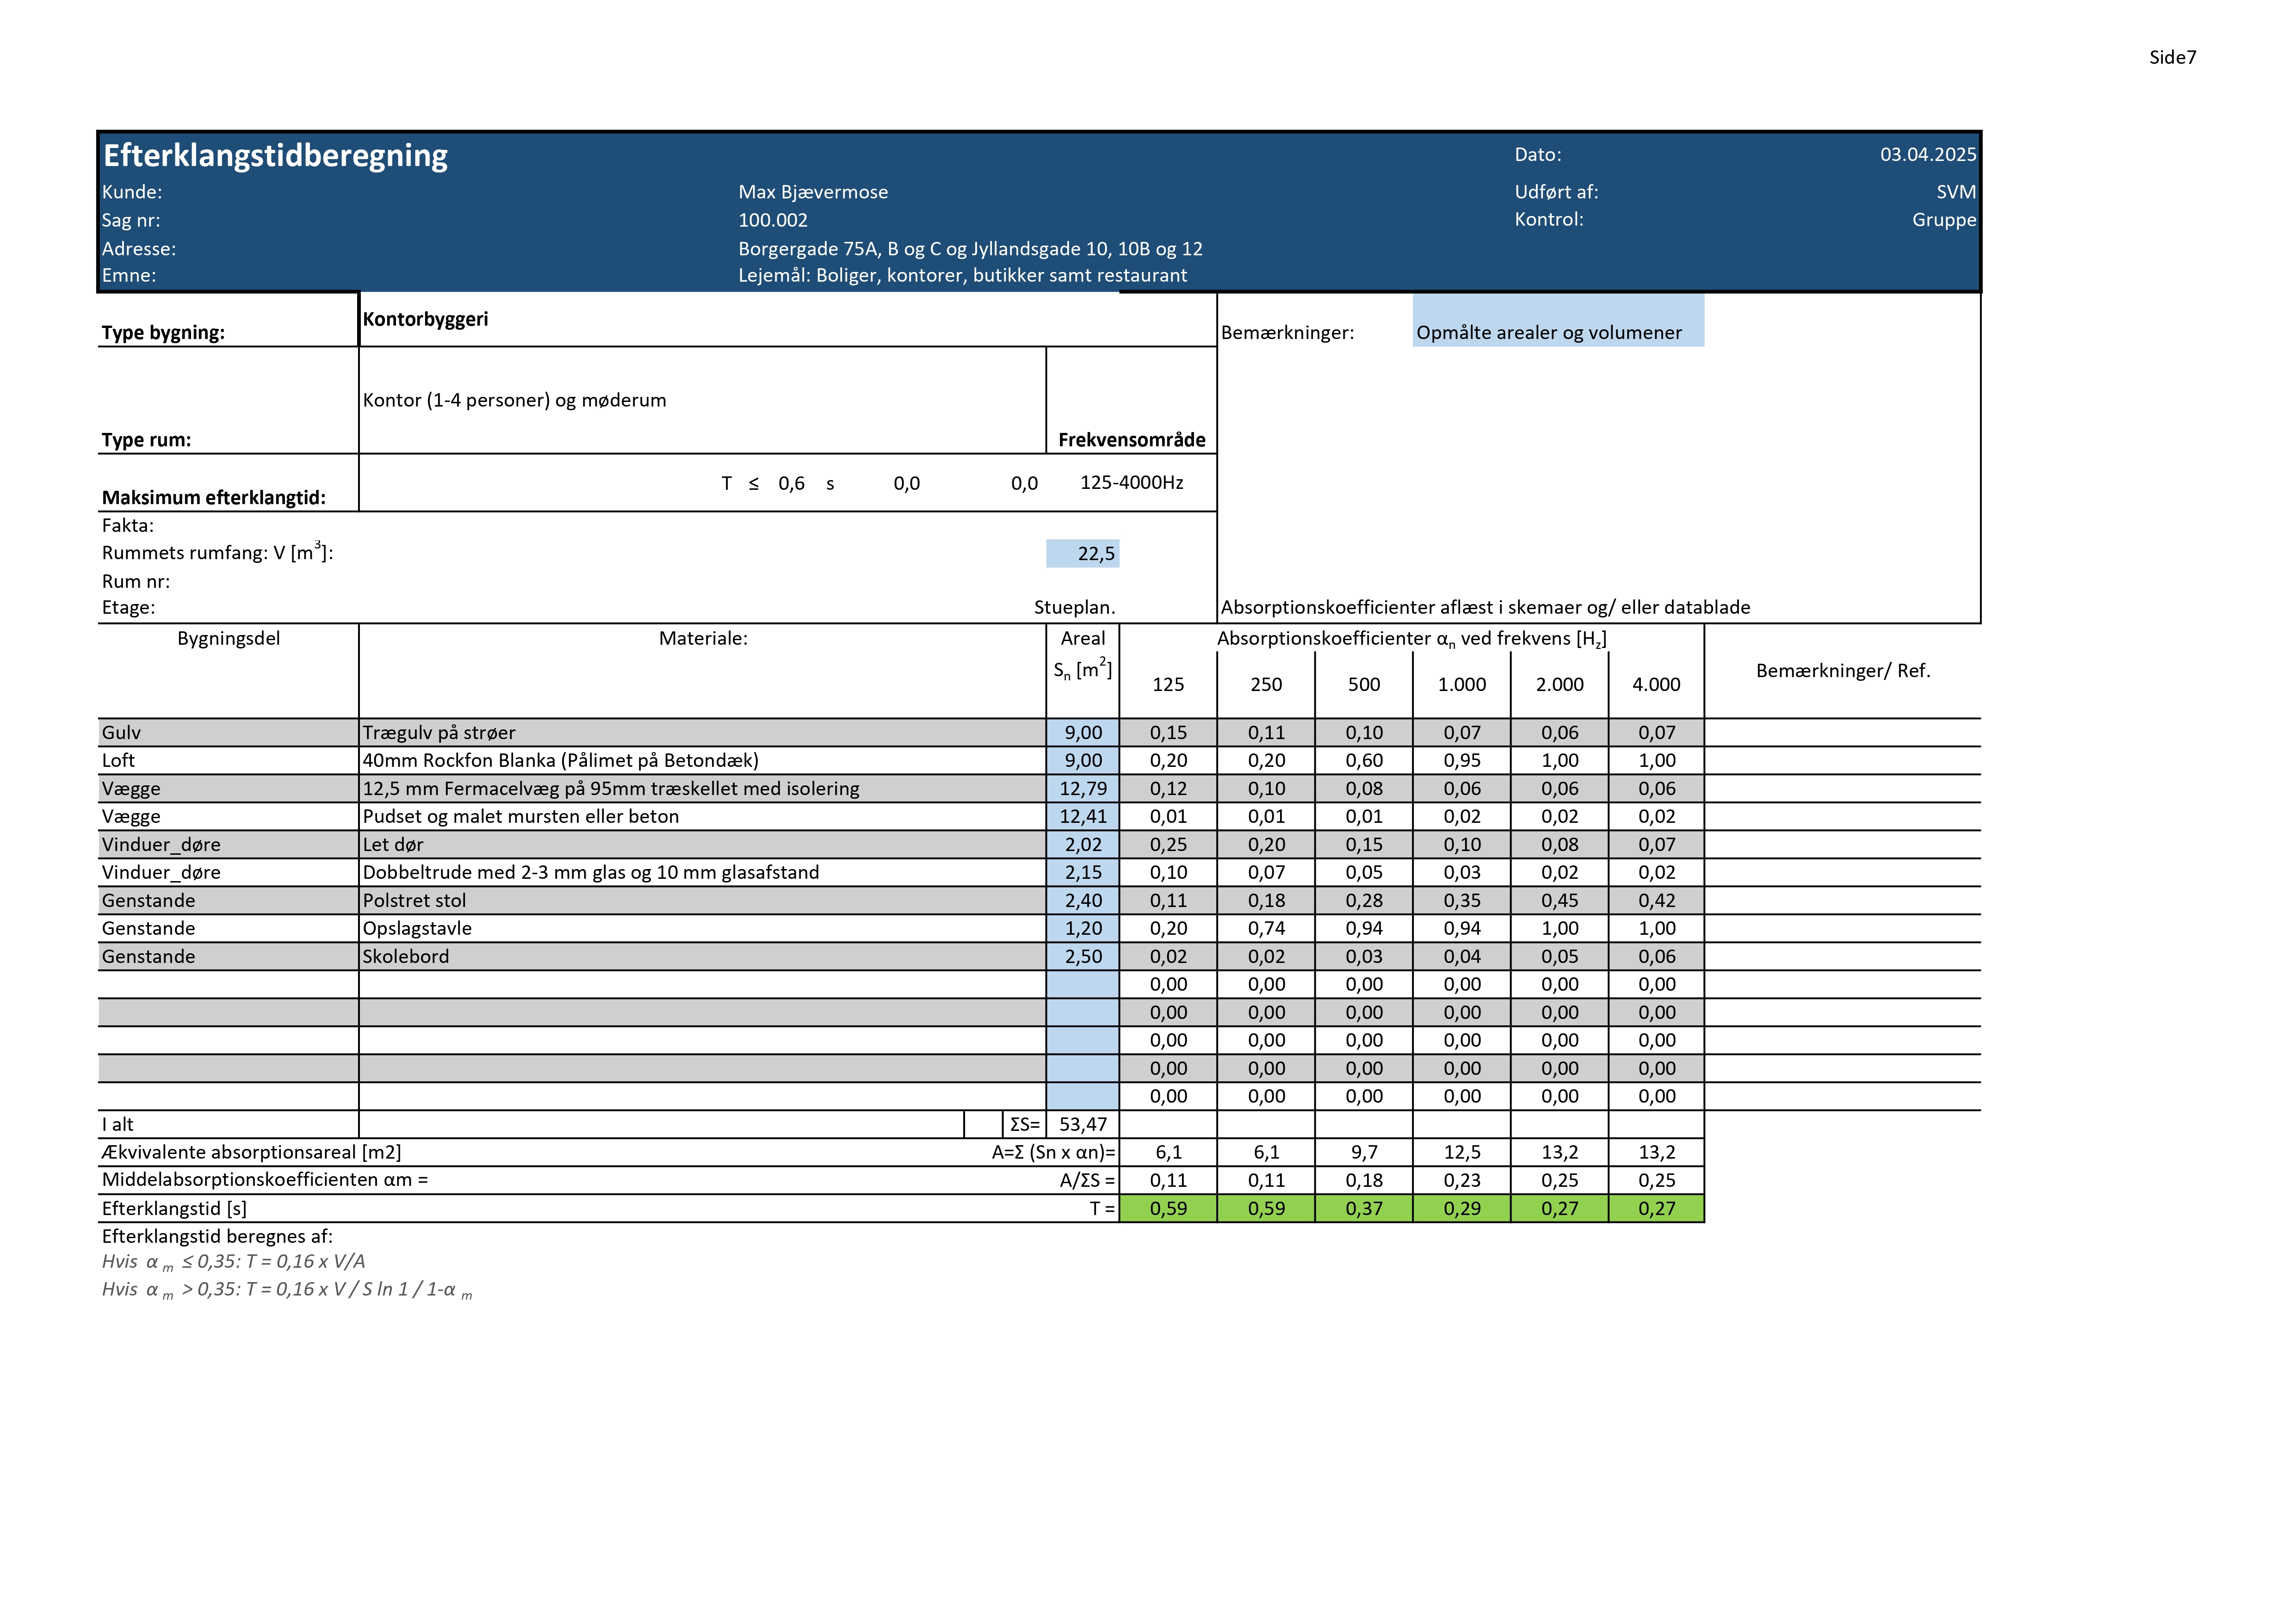 Side7
Efterklangstidberegning Dato: 03.04.2025
Kunde: Max Bjævermose Udført af: SVM
Sag nr: 100.002 Kontrol: Gruppe
Adresse: Borgergade 75A, B og C og Jyllandsgade 10, 10B og 12
Emne: Lejemål: Boliger, kontorer, butikker samt restaurant
Type bygning: Kontorbyggeri Bemærkninger: Opmålte arealer og volumener
Type rum: Kontor (1-4 personer) og møderum Frekvensområde
Maksimum efterklangtid: T ≤ 0,6 s 0,0 0,0 125-4000Hz
Fakta:
Rummets rumfang: V [m³]: 22,5
Rum nr:
Etage: Stueplan. Absorptionskoefficienter aflæst i skemaer og/ eller datablade
Bygningsdel Materiale: Areal Absorptionskoefficienter αn ved frekvens [Hz]
Sn [m²] 125 250 500 1.000 2.000 4.000 Bemærkninger/ Ref.
Gulv Trægulv på strøer 9,00 0,15 0,11 0,10 0,07 0,06 0,07
Loft 40mm Rockfon Blanka (Pålimet på Betondæk) 9,00 0,20 0,20 0,60 0,95 1,00 1,00
Vægge 12,5 mm Fermacelvæg på 95mm træskellet med isolering 12,79 0,12 0,10 0,08 0,06 0,06 0,06
Vægge Pudset og malet mursten eller beton 12,41 0,01 0,01 0,01 0,02 0,02 0,02
Vinduer_døre Let dør 2,02 0,25 0,20 0,15 0,10 0,08 0,07
Vinduer_døre Dobbeltrude med 2-3 mm glas og 10 mm glasafstand 2,15 0,10 0,07 0,05 0,03 0,02 0,02
Genstande Polstret stol 2,40 0,11 0,18 0,28 0,35 0,45 0,42
Genstande Opslagstavle 1,20 0,20 0,74 0,94 0,94 1,00 1,00
Genstande Skolebord 2,50 0,02 0,02 0,03 0,04 0,05 0,06
0,00 0,00 0,00 0,00 0,00 0,00
0,00 0,00 0,00 0,00 0,00 0,00
0,00 0,00 0,00 0,00 0,00 0,00
0,00 0,00 0,00 0,00 0,00 0,00
0,00 0,00 0,00 0,00 0,00 0,00
I alt ΣS= 53,47
Ækvivalente absorptionsareal [m2] A=Σ (Sn x αn)= 6,1 6,1 9,7 12,5 13,2 13,2
Middelabsorptionskoefficienten αm = A/ΣS = 0,11 0,11 0,18 0,23 0,25 0,25
Efterklangstid [s] T = 0,59 0,59 0,37 0,29 0,27 0,27
Efterklangstid beregnes af:
Hvis α m ≤ 0,35: T = 0,16 x V/A
Hvis α m > 0,35: T = 0,16 x V / S ln 1 / 1-α m